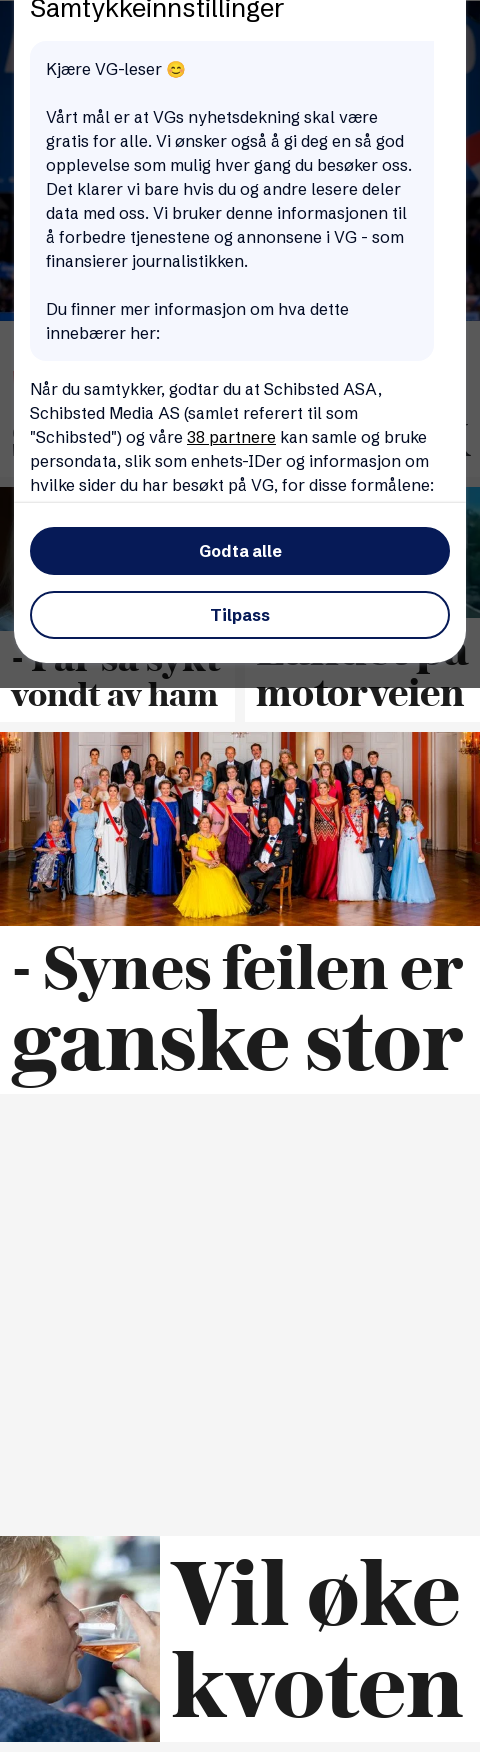 Samtykkeinnstillinger
Kjære VG-leser 😊
Vårt mål er at VGs nyhetsdekning skal være
gratis for alle. Vi ønsker også å gi deg en så god
opplevelse som mulig hver gang du besøker oss.
Det klarer vi bare hvis du og andre lesere deler
data med oss. Vi bruker denne informasjonen til
å forbedre tjenestene og annonsene i VG - som
finansierer journalistikken.
Du finner mer informasjon om hva dette
innebærer her:
Når du samtykker, godtar du at Schibsted ASA,
Schibsted Media AS (samlet referert til som
"Schibsted") og våre 38 partnere kan samle og bruke
persondata, slik som enhets-IDer og informasjon om
hvilke sider du har besøkt på VG, for disse formålene:
Godta alle
Tilpass
vondt av ham
motorveien
- Synes feilen er
ganske stor
Vil øke
kvoten